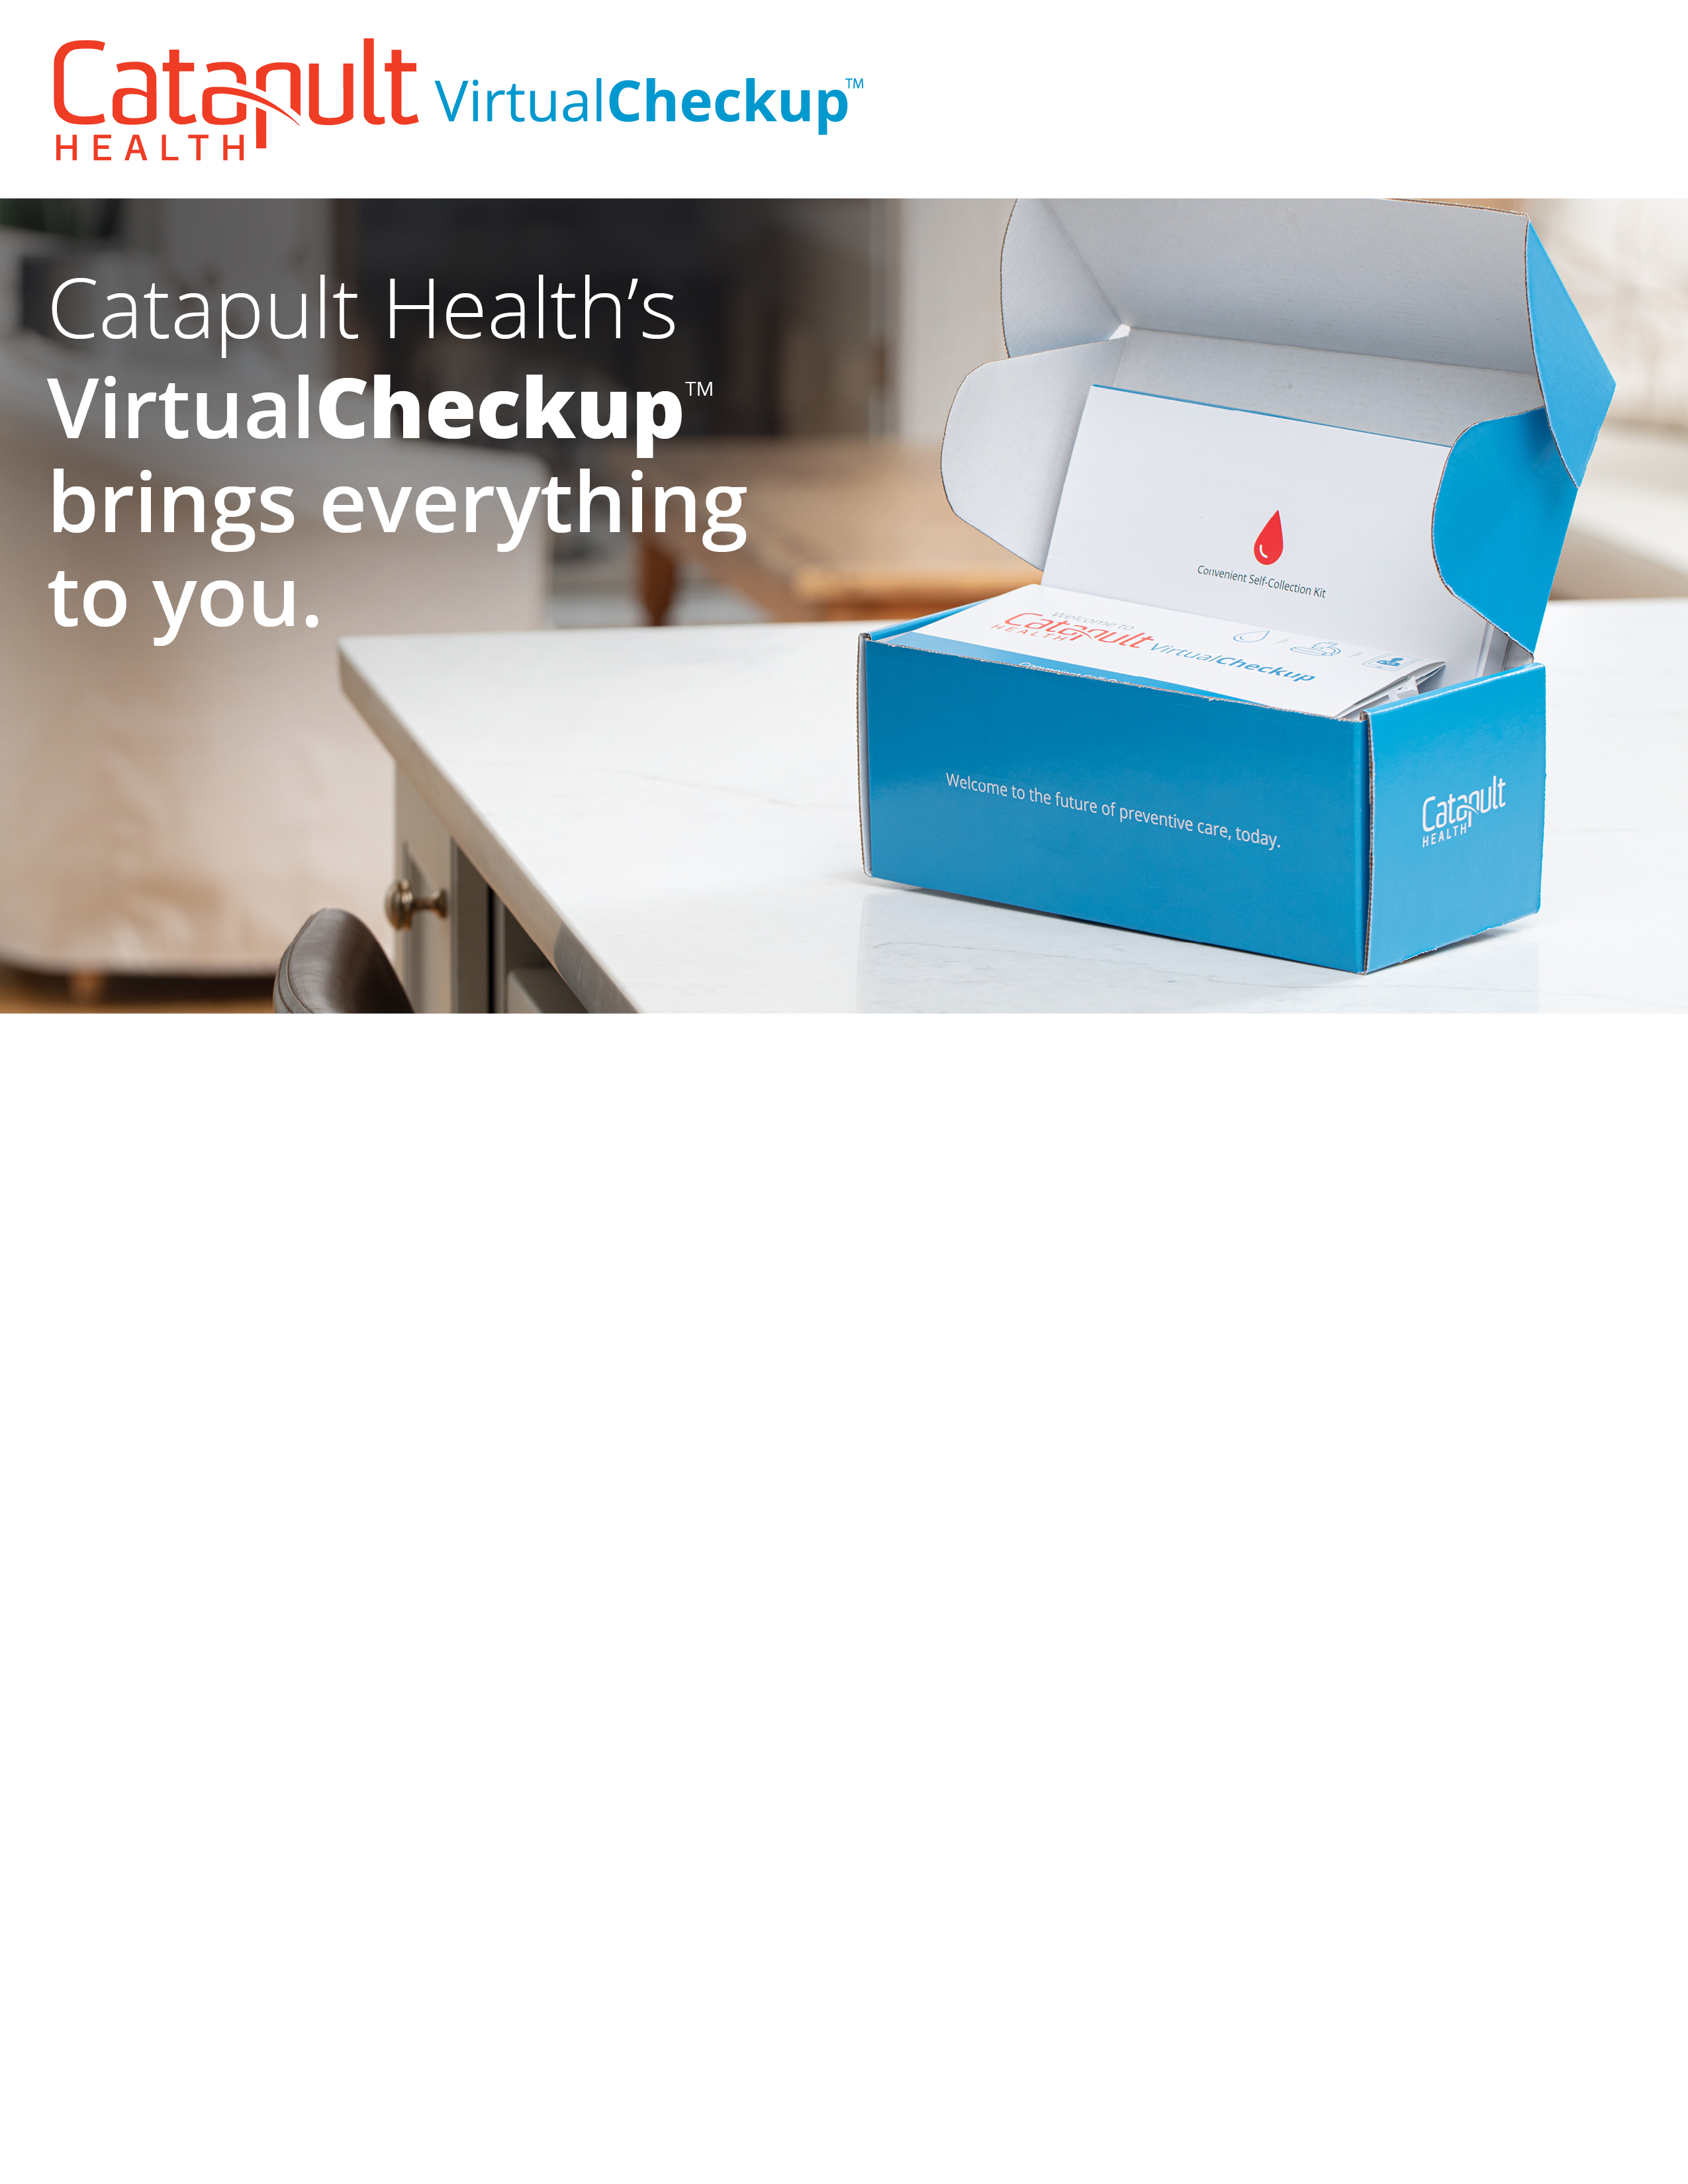 Catapult VirtualCheckup™
HEALTH
Catapult Health’s
VirtualCheckup™
brings everything
to you.
Convenient Self-Collection Kit
Welcome to
Catapult VirtualCheckup
HEALTH
Welcome to the future of preventive care, today.
Catapult
HEALTH